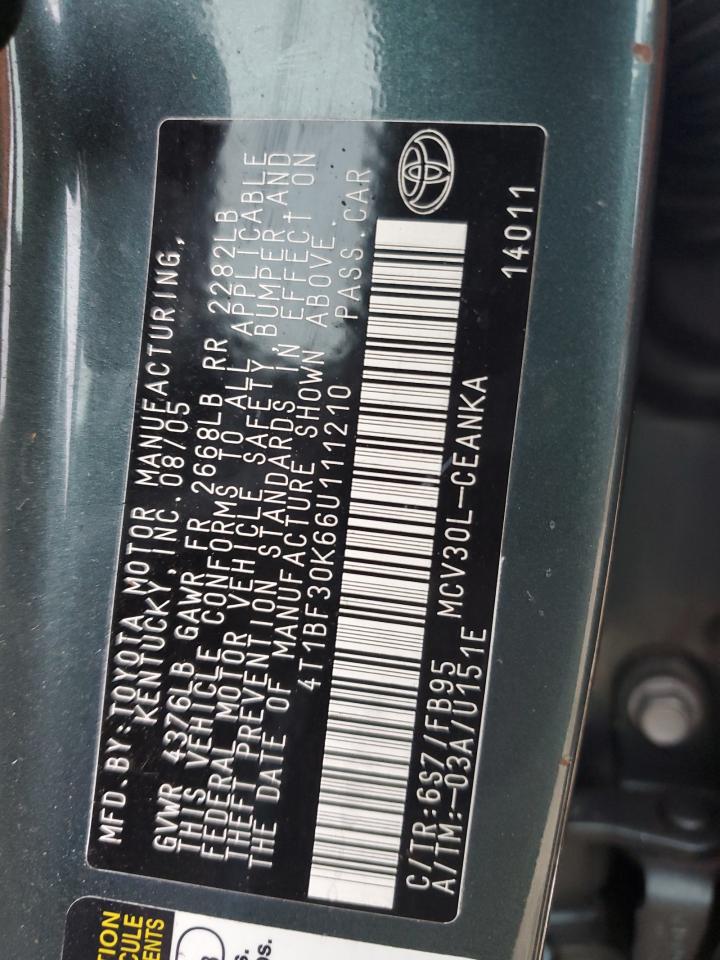 MFD.BY:TOYOTA MOTOR MANUFACTURING,
KENTUCKY, INC. 08/05
GVWR 4376LB GAWR FR 2668LB RR 2282LB
THIS VEHICLE CONFORMS TO ALL APPLICABLE
FEDERAL MOTOR VEHICLE SAFETY, BUMPER, AND
THEFT PREVENTION STANDARDS IN EFFECT ON
THE DATE OF MANUFACTURE SHOWN ABOVE.
4T1BF30K66U111210 PASS.CAR
C/TR:6S7/FB95 MCV30L-CEANKA
A/TM:-03A/U151E
14011